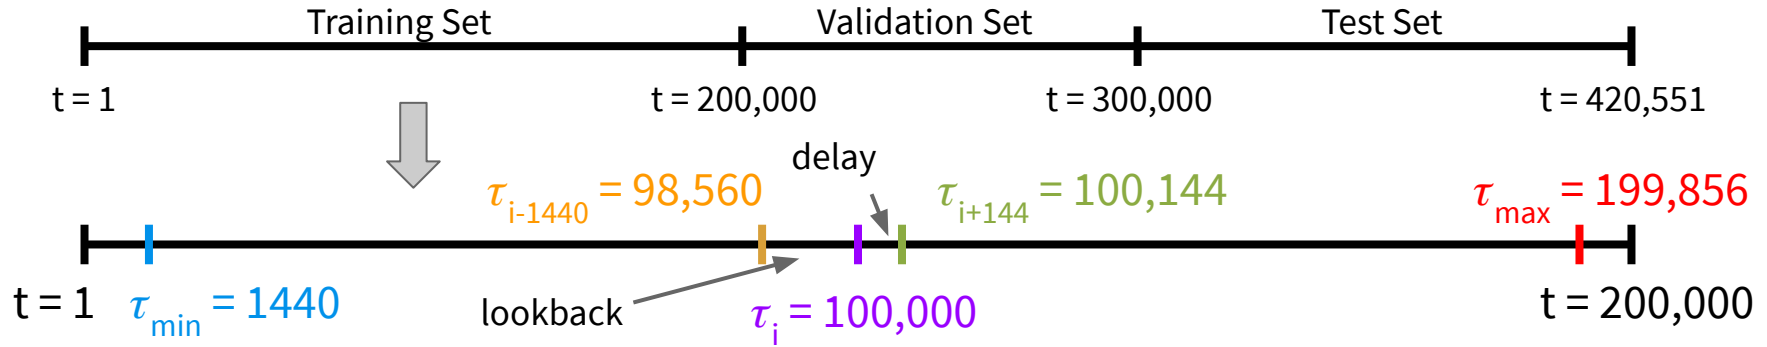 Training Set Validation Set Test Set
t = 1 t = 200,000 t = 300,000 t = 420,551
delay
τi-1440 = 98,560 τi+144 = 100,144 τmax = 199,856
t = 1 τmin = 1440 lookback τi = 100,000 t = 200,000